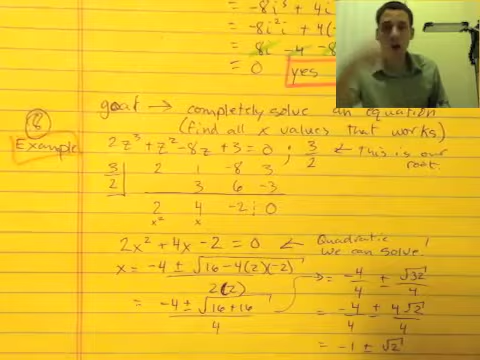 = -8i³ + 4i
= -8i²i + 4(-
= 8i - 4 - 8
= 0 yes
B
goal → completely solve an equation
(find all x values that works)
Example
2z³ + z² - 8z + 3 = 0 ; 3/2 ← This is our root.
3/2 | 2 1 -8 3
3 6 -3
2 4 -2 ; 0
x² x
2x² + 4x - 2 = 0 ← Quadratic we can solve!
x = -4 ± √16 - 4(2)(-2)
2(2)
= -4 ± √16 + 16
4
→ = -4/4 ± √32/4
= -4/4 ± 4√2/4
= -1 ± √2